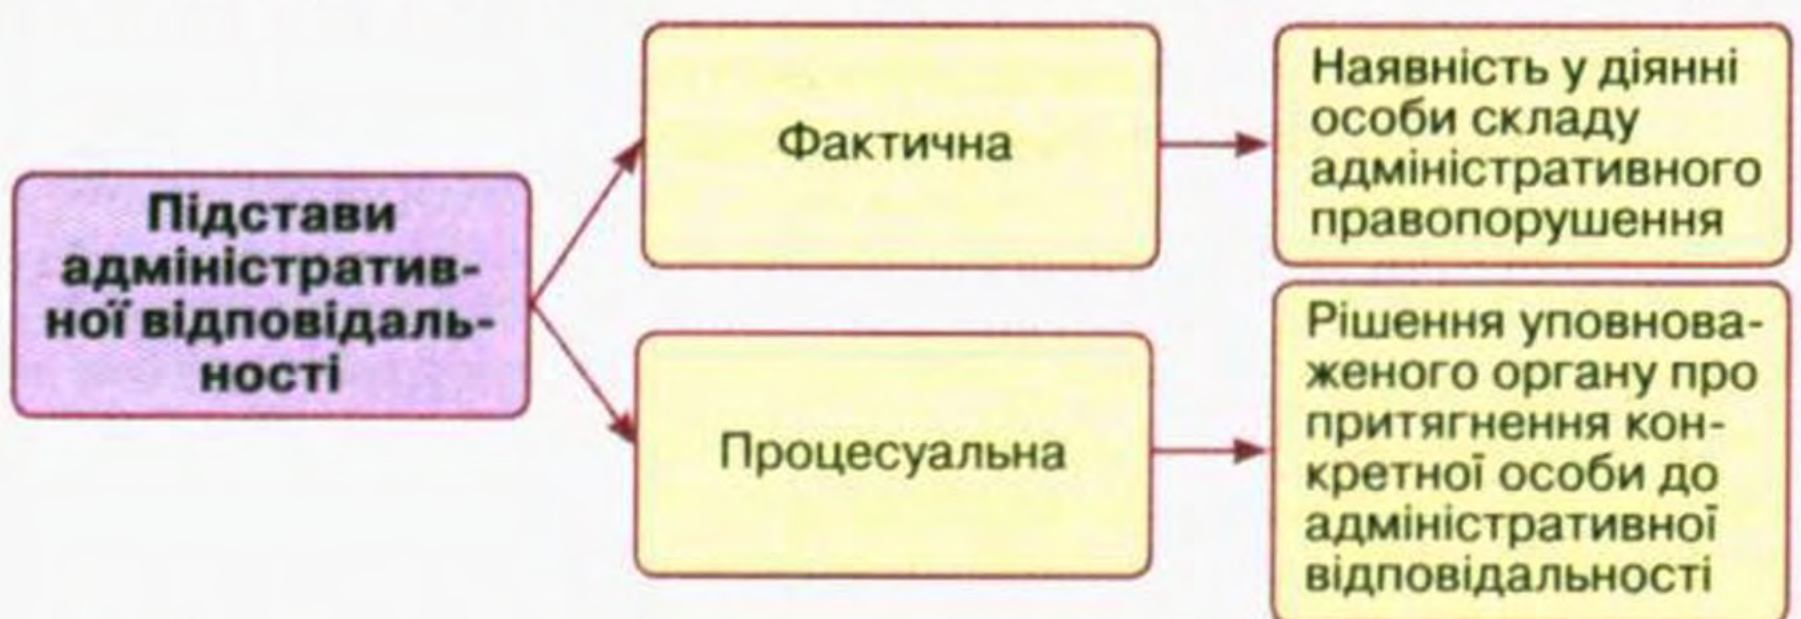 Підстави
адміністратив-
ної відповідаль-
ності
Фактична
Наявність у діянні
особи складу
адміністративного
правопорушення
Процесуальна
Рішення уповнова-
женого органу про
притягнення кон-
кретної особи до
адміністративної
відповідальності